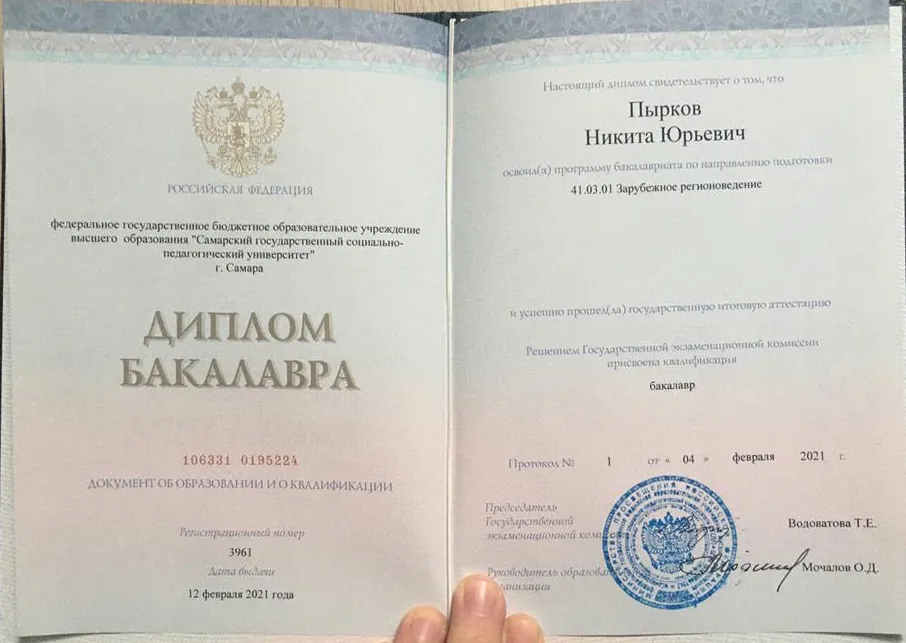 РОССИЙСКАЯ ФЕДЕРАЦИЯ
федеральное государственное бюджетное образовательное учреждение
высшего образования "Самарский государственный социально-
педагогический университет"
г. Самара
ДИПЛОМ
БАКАЛАВРА
106331 0195224
ДОКУМЕНТ ОБ ОБРАЗОВАНИИ И О КВАЛИФИКАЦИИ
Регистрационный номер
3961
Дата выдачи
12 февраля 2021 года
Настоящий диплом свидетельствует о том, что
Пырков
Никита Юрьевич
освоил(а) программу бакалавриата по направлению подготовки
41.03.01 Зарубежное регионоведение
и успешно прошел(ла) государственную итоговую аттестацию
Решением Государственной экзаменационной комиссии
присвоена квалификация
бакалавр
Протокол № 1 от « 04 » февраля 2021 г.
Председатель
Государственной
экзаменационной
Водоватова Т.Е.
Руководитель
Мочалов О.Д.